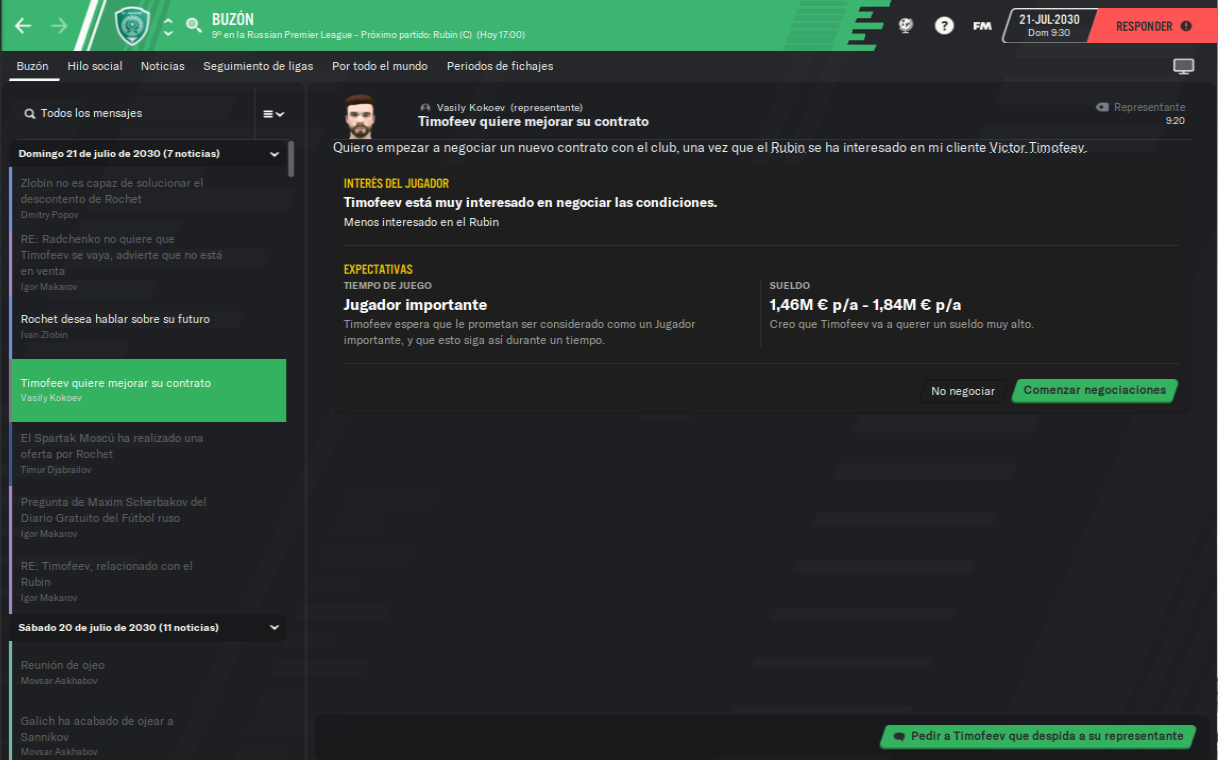 BUZÓN
9º en la Russian Premier League - Próximo partido: Rubin (C) (Hoy 17:00)
?
FM
21-JUL-2030
Dom 9:30
RESPONDER
Buzón
Hilo social
Noticias
Seguimiento de ligas
Por todo el mundo
Periodos de fichajes
Todos los mensajes
Domingo 21 de julio de 2030 (7 noticias)
Zlobin no es capaz de solucionar el
descontento de Rochet
Dmitry Popov
RE: Radchenko no quiere que
Timofeev se vaya, advierte que no está
en venta
Igor Makarov
Rochet desea hablar sobre su futuro
Ivan Zlobin
Timofeev quiere mejorar su contrato
Vasily Kokoev
El Spartak Moscú ha realizado una
oferta por Rochet
Timur Djabrailov
Pregunta de Maxim Scherbakov del
Diario Gratuito del Fútbol ruso
Igor Makarov
RE: Timofeev, relacionado con el
Rubin
Igor Makarov
Sábado 20 de julio de 2030 (11 noticias)
Reunión de ojeo
Movsar Askhabov
Galich ha acabado de ojear a
Sannikov
Movsar Askhabov
Vasily Kokoev (representante)
Timofeev quiere mejorar su contrato
Representante
9:20
Quiero empezar a negociar un nuevo contrato con el club, una vez que el Rubin se ha interesado en mi cliente Victor Timofeev.
INTERÉS DEL JUGADOR
Timofeev está muy interesado en negociar las condiciones.
Menos interesado en el Rubin
EXPECTATIVAS
TIEMPO DE JUEGO
Jugador importante
Timofeev espera que le prometan ser considerado como un Jugador
importante, y que esto siga así durante un tiempo.
SUELDO
1,46M € p/a - 1,84M € p/a
Creo que Timofeev va a querer un sueldo muy alto.
No negociar
Comenzar negociaciones
Pedir a Timofeev que despida a su representante